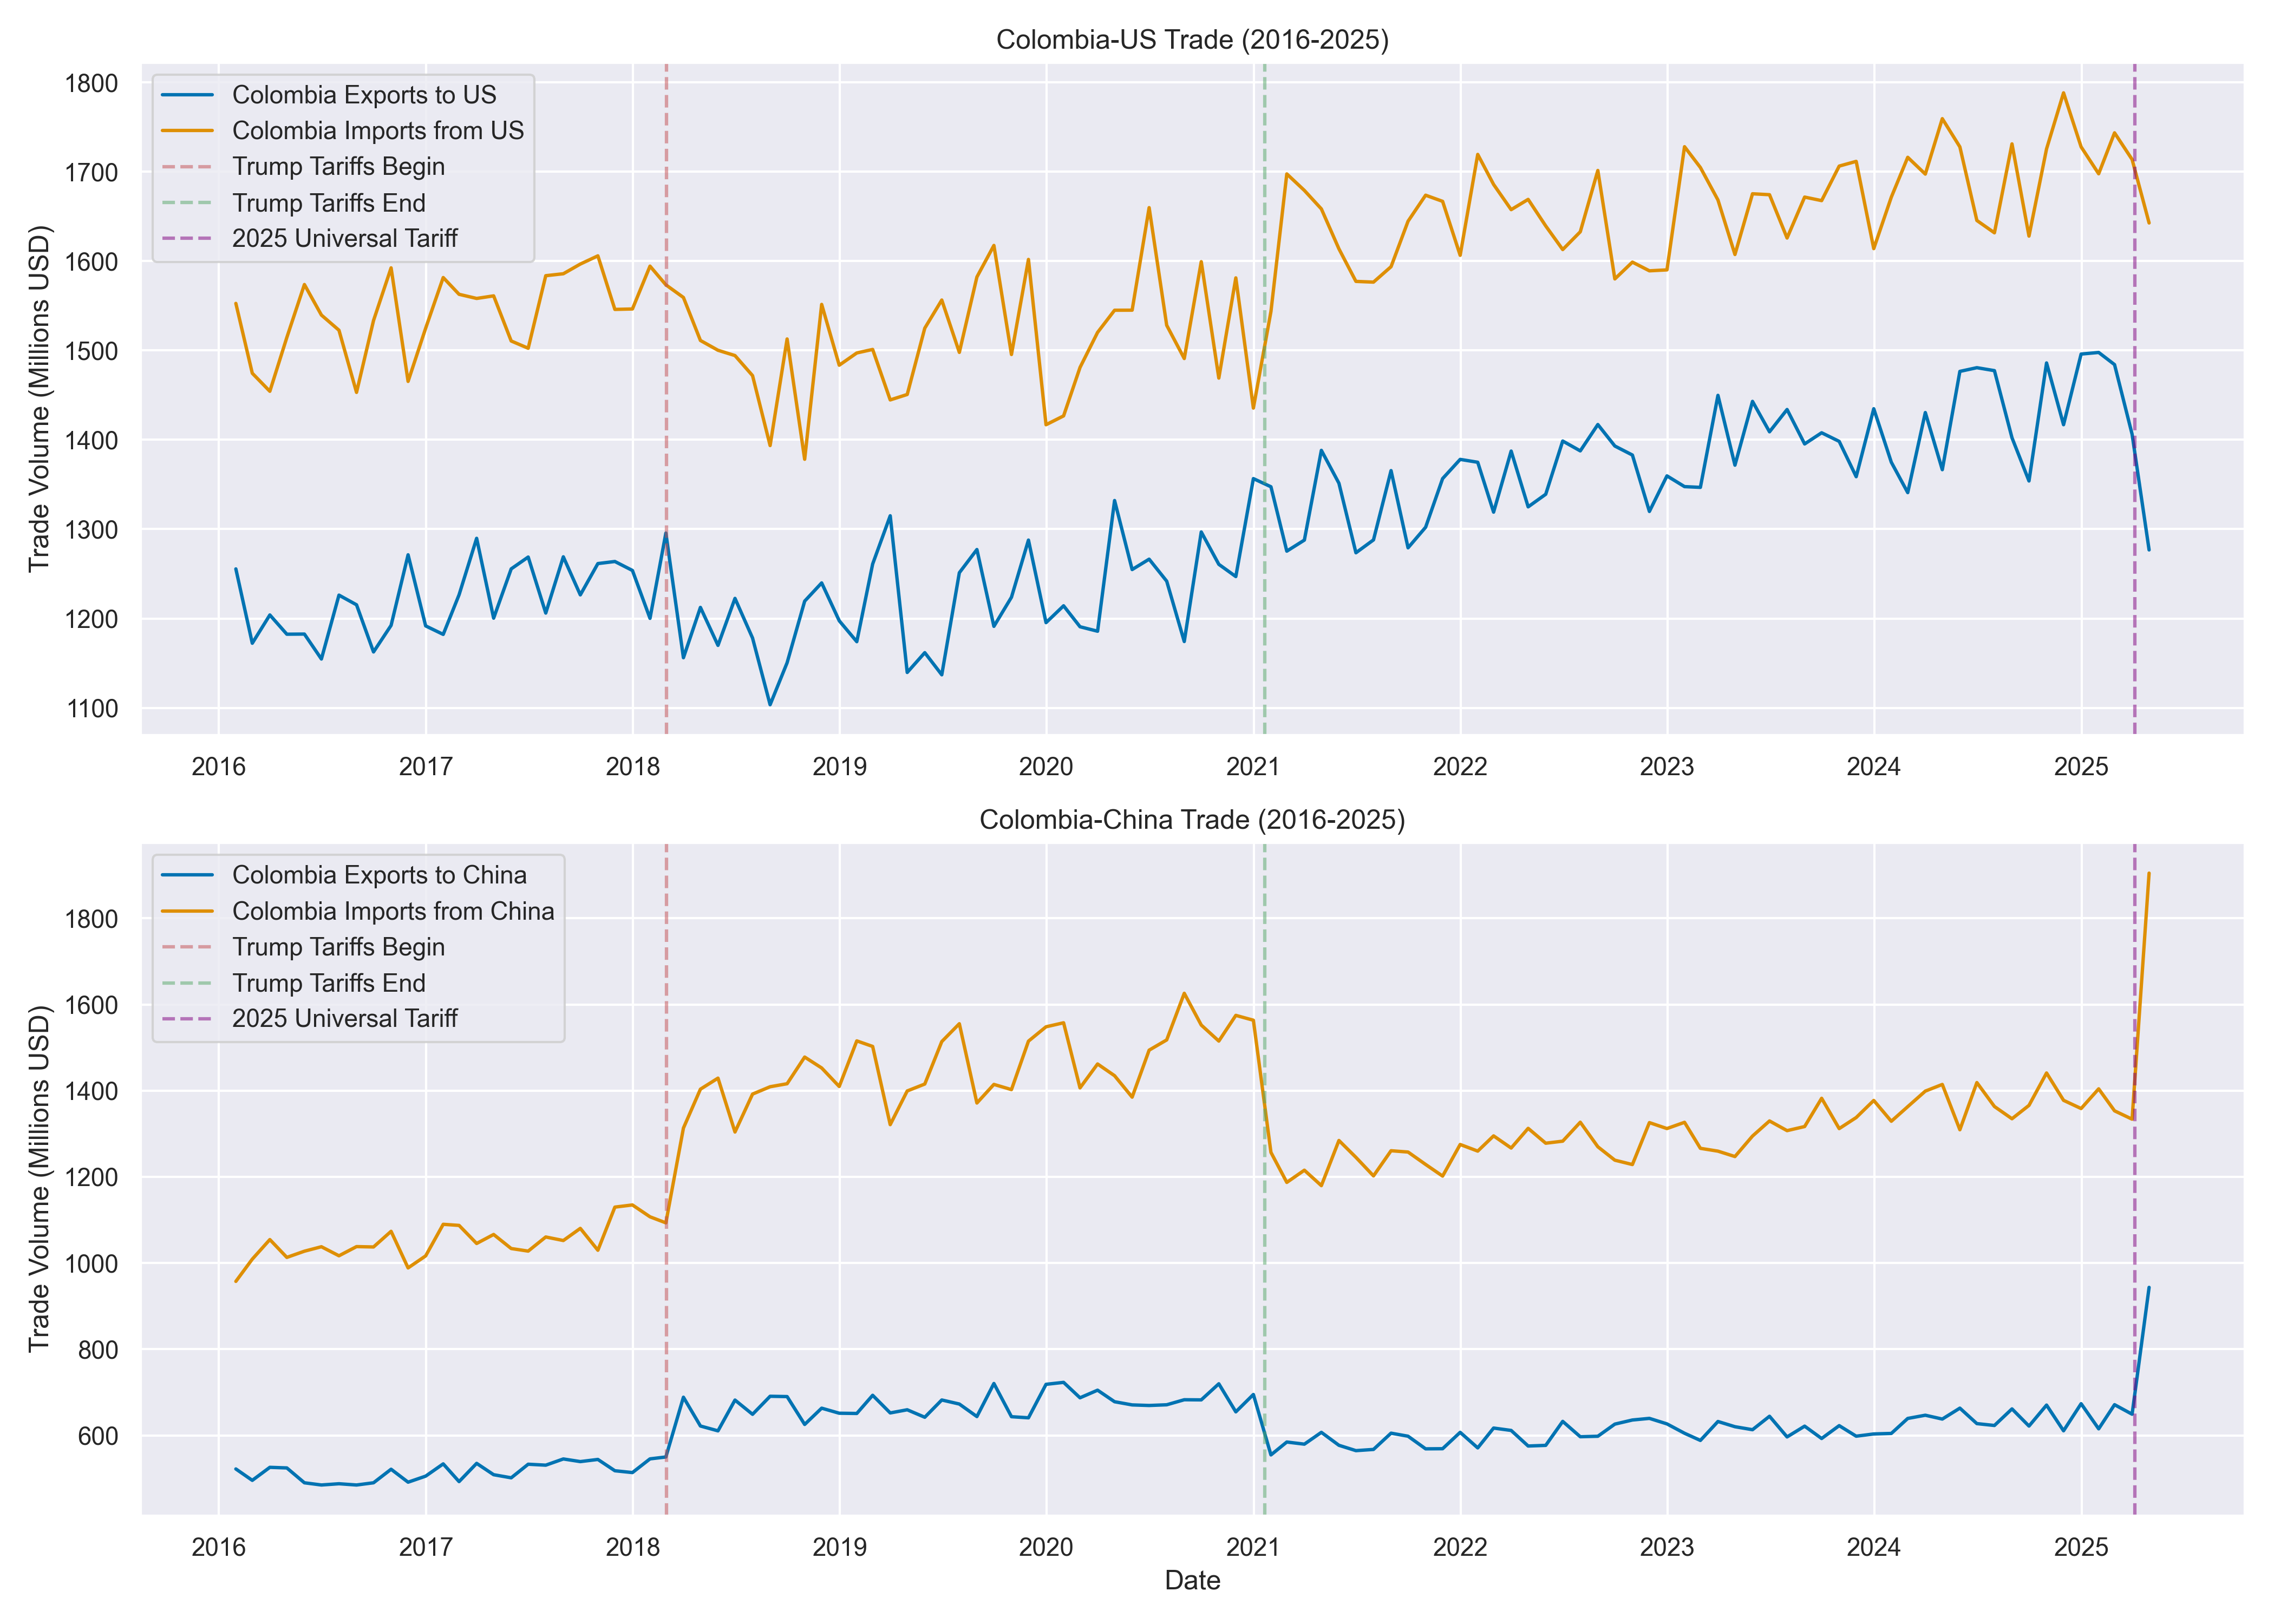 Colombia-US Trade (2016-2025)
Trade Volume (Millions USD)
1800
1700
1600
1500
1400
1300
1200
1100
Colombia Exports to US
Colombia Imports from US
Trump Tariffs Begin
Trump Tariffs End
2025 Universal Tariff
2016 2017 2018 2019 2020 2021 2022 2023 2024 2025
Colombia-China Trade (2016-2025)
Trade Volume (Millions USD)
1800
1600
1400
1200
1000
800
600
Colombia Exports to China
Colombia Imports from China
Trump Tariffs Begin
Trump Tariffs End
2025 Universal Tariff
2016 2017 2018 2019 2020 2021 2022 2023 2024 2025
Date